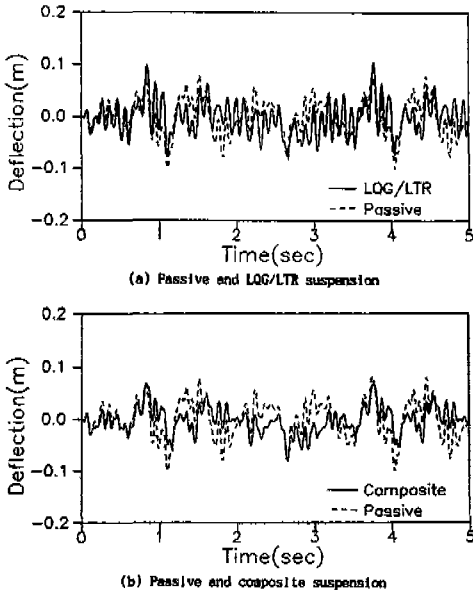 0.2
0.1
0.0
-0.1
-0.2
Deflection(m)
LQG/LTR
Passive
0 1 2 3 4 5
Time(sec)
(a) Passive and LQG/LTR suspension
0.2
0.1
0.0
-0.1
-0.2
Deflection(m)
Composite
Passive
0 1 2 3 4 5
Time(sec)
(b) Passive and composite suspension